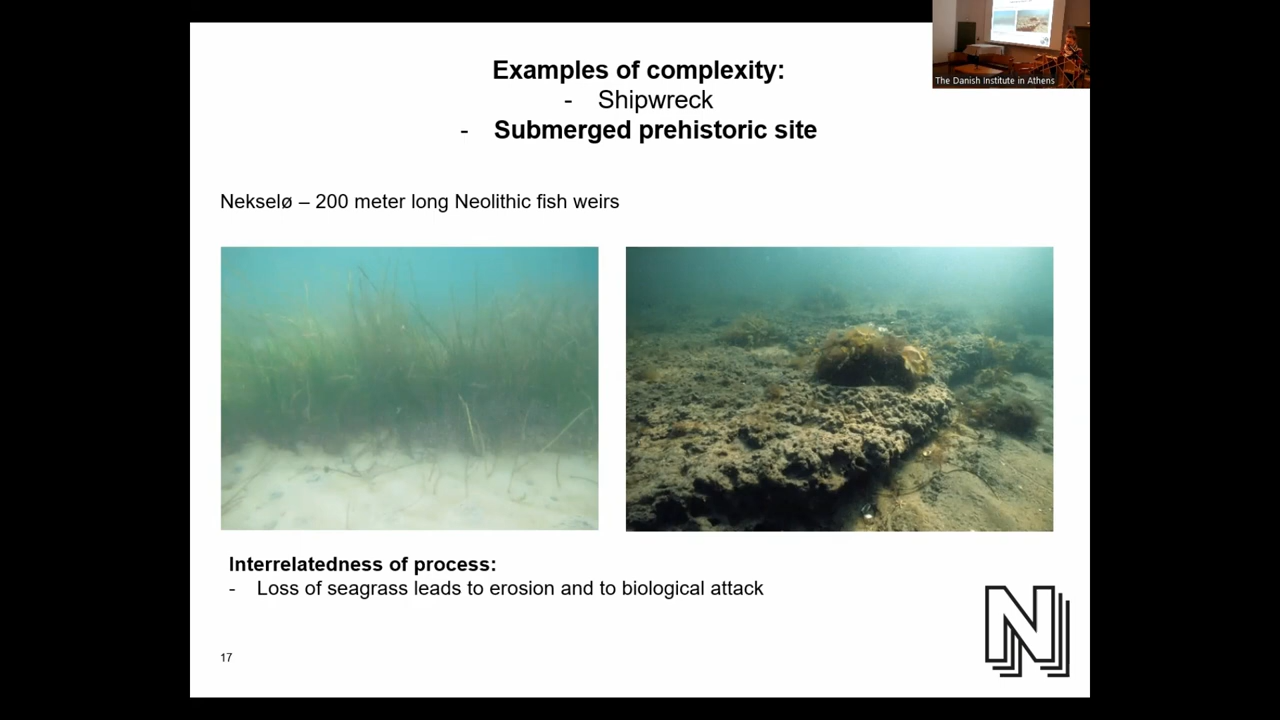 Examples of complexity:
- Shipwreck
- Submerged prehistoric site
The Danish Institute in Athens
Nekselø – 200 meter long Neolithic fish weirs
Interrelatedness of process:
- Loss of seagrass leads to erosion and to biological attack
17
N